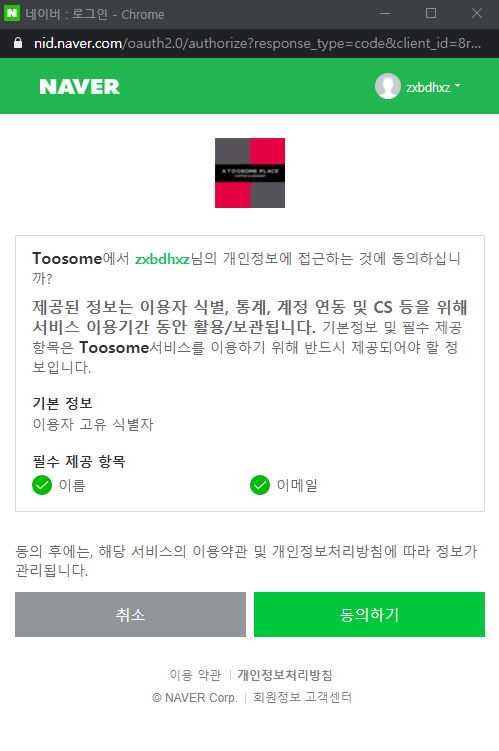 네이버 : 로그인 - Chrome
nid.naver.com/oauth2.0/authorize?response_type=code&client_id=8r...
NAVER
zxbdhxz
A TOOSOME PLACE
COFFEE & DESSERT
Toosome에서 zxbdhxz님의 개인정보에 접근하는 것에 동의하십니
까?
제공된 정보는 이용자 식별, 통계, 계정 연동 및 CS 등을 위해
서비스 이용기간 동안 활용/보관됩니다. 기본정보 및 필수 제공
항목은 Toosome서비스를 이용하기 위해 반드시 제공되어야 할 정
보입니다.
기본 정보
이용자 고유 식별자
필수 제공 항목
이름 이메일
동의 후에는, 해당 서비스의 이용약관 및 개인정보처리방침에 따라 정보가
관리됩니다.
취소 동의하기
이용 약관 | 개인정보처리방침
© NAVER Corp. | 회원정보 고객센터